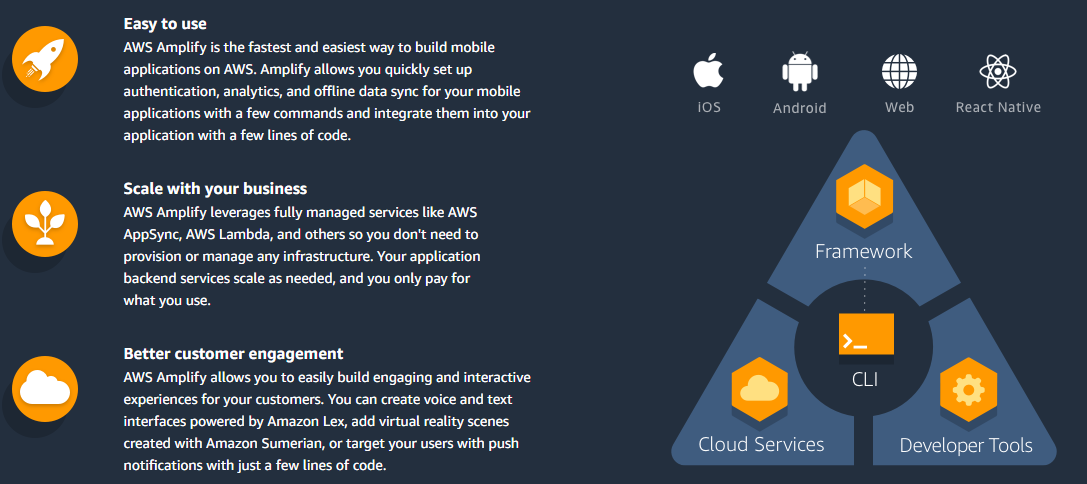 Easy to use
AWS Amplify is the fastest and easiest way to build mobile
applications on AWS. Amplify allows you quickly set up
authentication, analytics, and offline data sync for your mobile
applications with a few commands and integrate them into your
application with a few lines of code.
Scale with your business
AWS Amplify leverages fully managed services like AWS
AppSync, AWS Lambda, and others so you don't need to
provision or manage any infrastructure. Your application
backend services scale as needed, and you only pay for
what you use.
Better customer engagement
AWS Amplify allows you to easily build engaging and interactive
experiences for your customers. You can create voice and text
interfaces powered by Amazon Lex, add virtual reality scenes
created with Amazon Sumerian, or target your users with push
notifications with just a few lines of code.
iOS
Android
Web
React Native
Framework
CLI
Cloud Services
Developer Tools